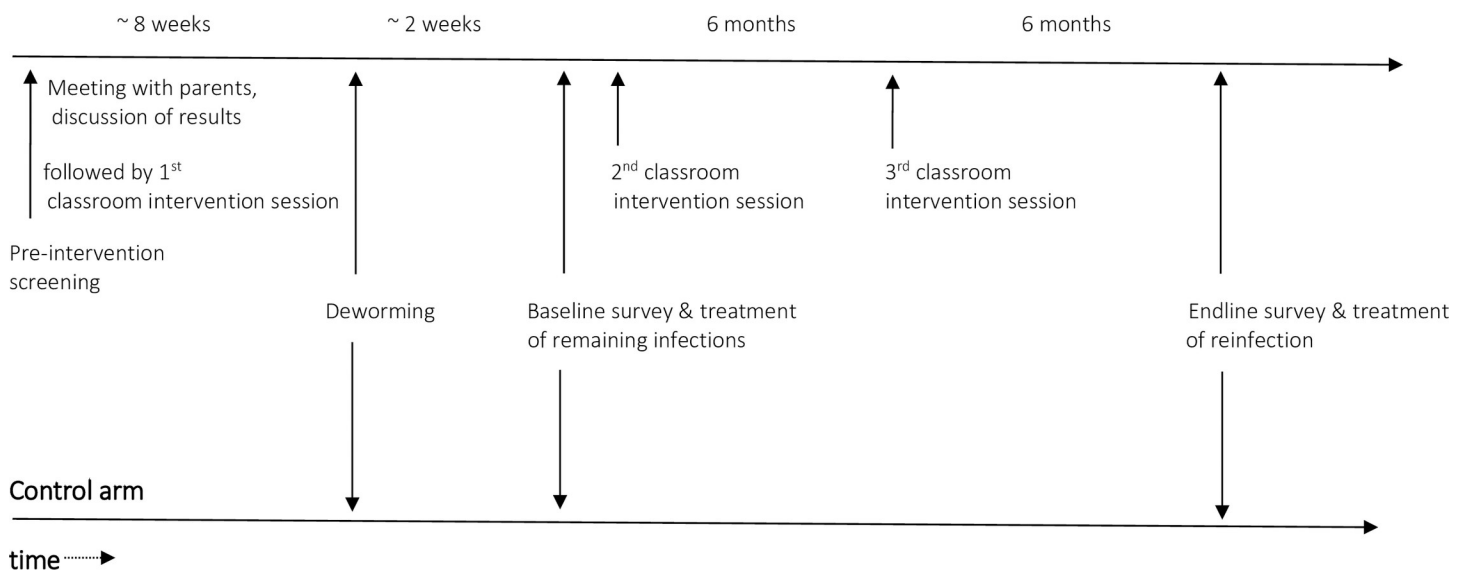 ~ 8 weeks
~ 2 weeks
6 months
6 months
Meeting with parents,
discussion of results
followed by 1st
classroom intervention session
2nd classroom
intervention session
3rd classroom
intervention session
Pre-intervention
screening
Deworming
Baseline survey & treatment
of remaining infections
Endline survey & treatment
of reinfection
Control arm
time